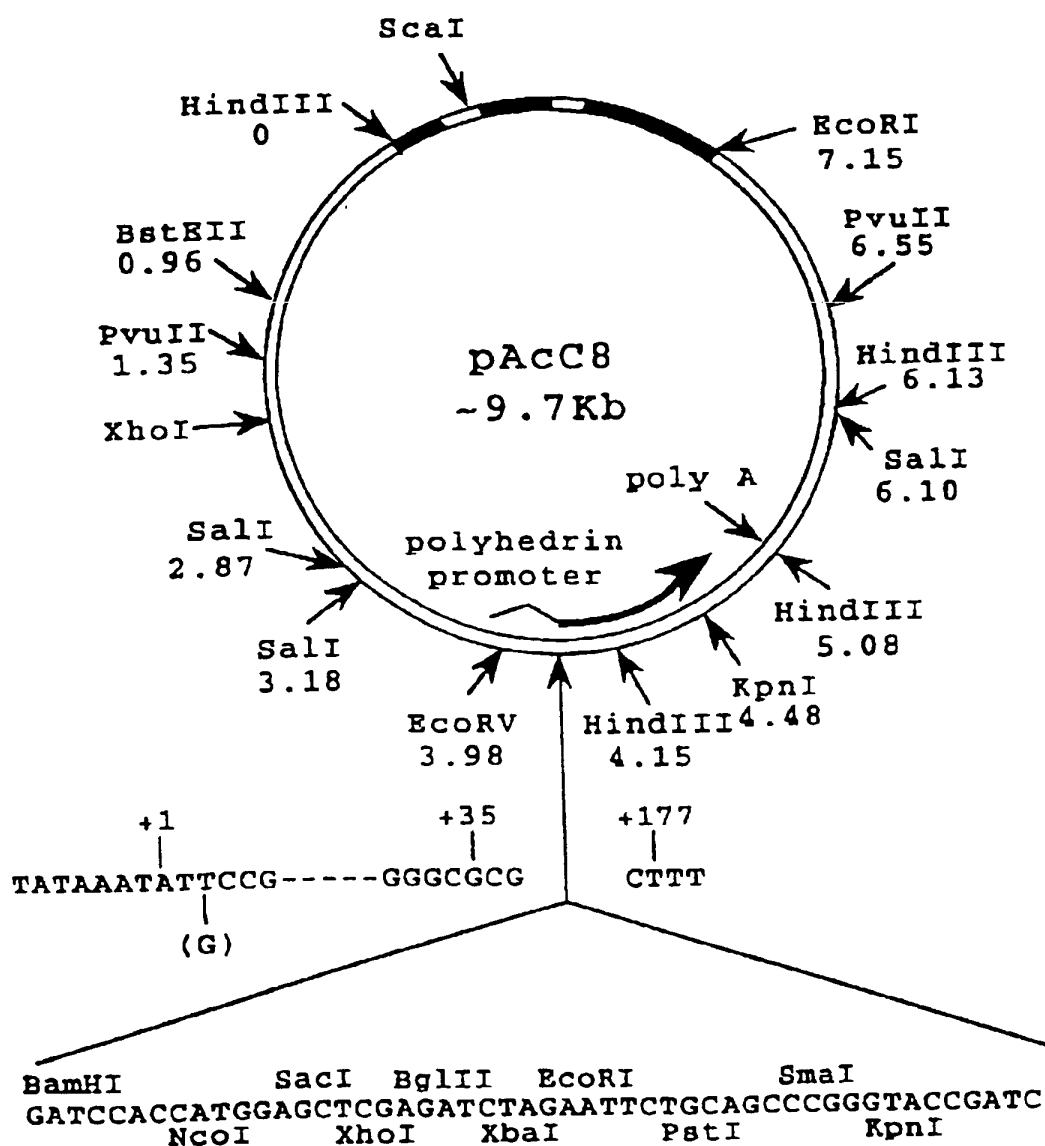 ScaI
HindIII
0
EcoRI
7.15
BstEII
0.96
PvuII
6.55
PvuII
1.35
pAcC8
~9.7Kb
HindIII
6.13
XhoI
SalI
6.10
poly A
SalI
2.87
polyhedrin
promoter
HindIII
5.08
SalI
3.18
KpnI
4.48
EcoRV
3.98
HindIII
4.15
+1
+35
+177
TATAAATATTCCG-----GGGCGCG
CTTT
(G)
BamHI SacI BglII EcoRI SmaI
GATCCACCATGGAGCTCGAGATCTAGAATTCTGCAGCCCGGGTACCGATC
NcoI XhoI XbaI PstI KpnI